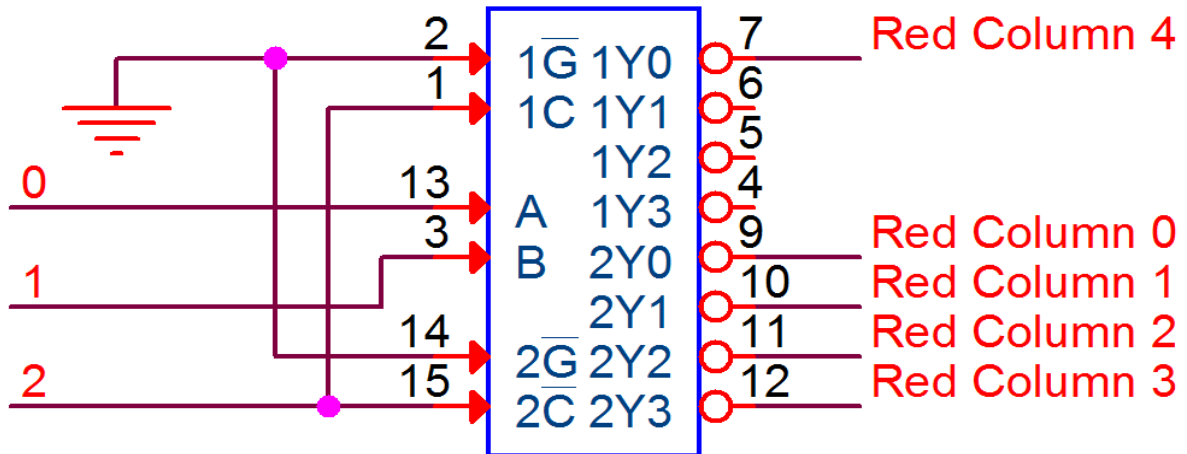 2 1G̅ 1Y0 7 Red Column 4
1 1C 1Y1 6
1Y2 5
0 13 A 1Y3 4
3 B 2Y0 9 Red Column 0
1 2Y1 10 Red Column 1
14 2G̅ 2Y2 11 Red Column 2
2 15 2C̅ 2Y3 12 Red Column 3